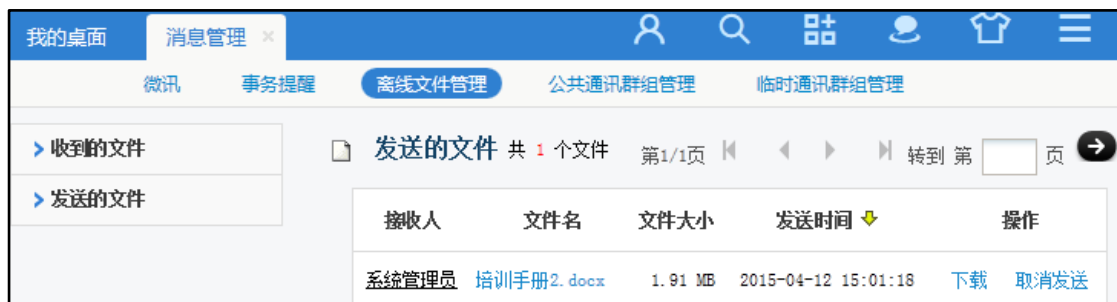 我的桌面 消息管理 ×
微讯 事务提醒 离线文件管理 公共通讯群组管理 临时通讯群组管理
收到的文件
发送的文件
发送的文件 共 1 个文件 第1/1页 转到 第 页
接收人 文件名 文件大小 发送时间 操作
系统管理员 培训手册2.docx 1.91 MB 2015-04-12 15:01:18 下载 取消发送